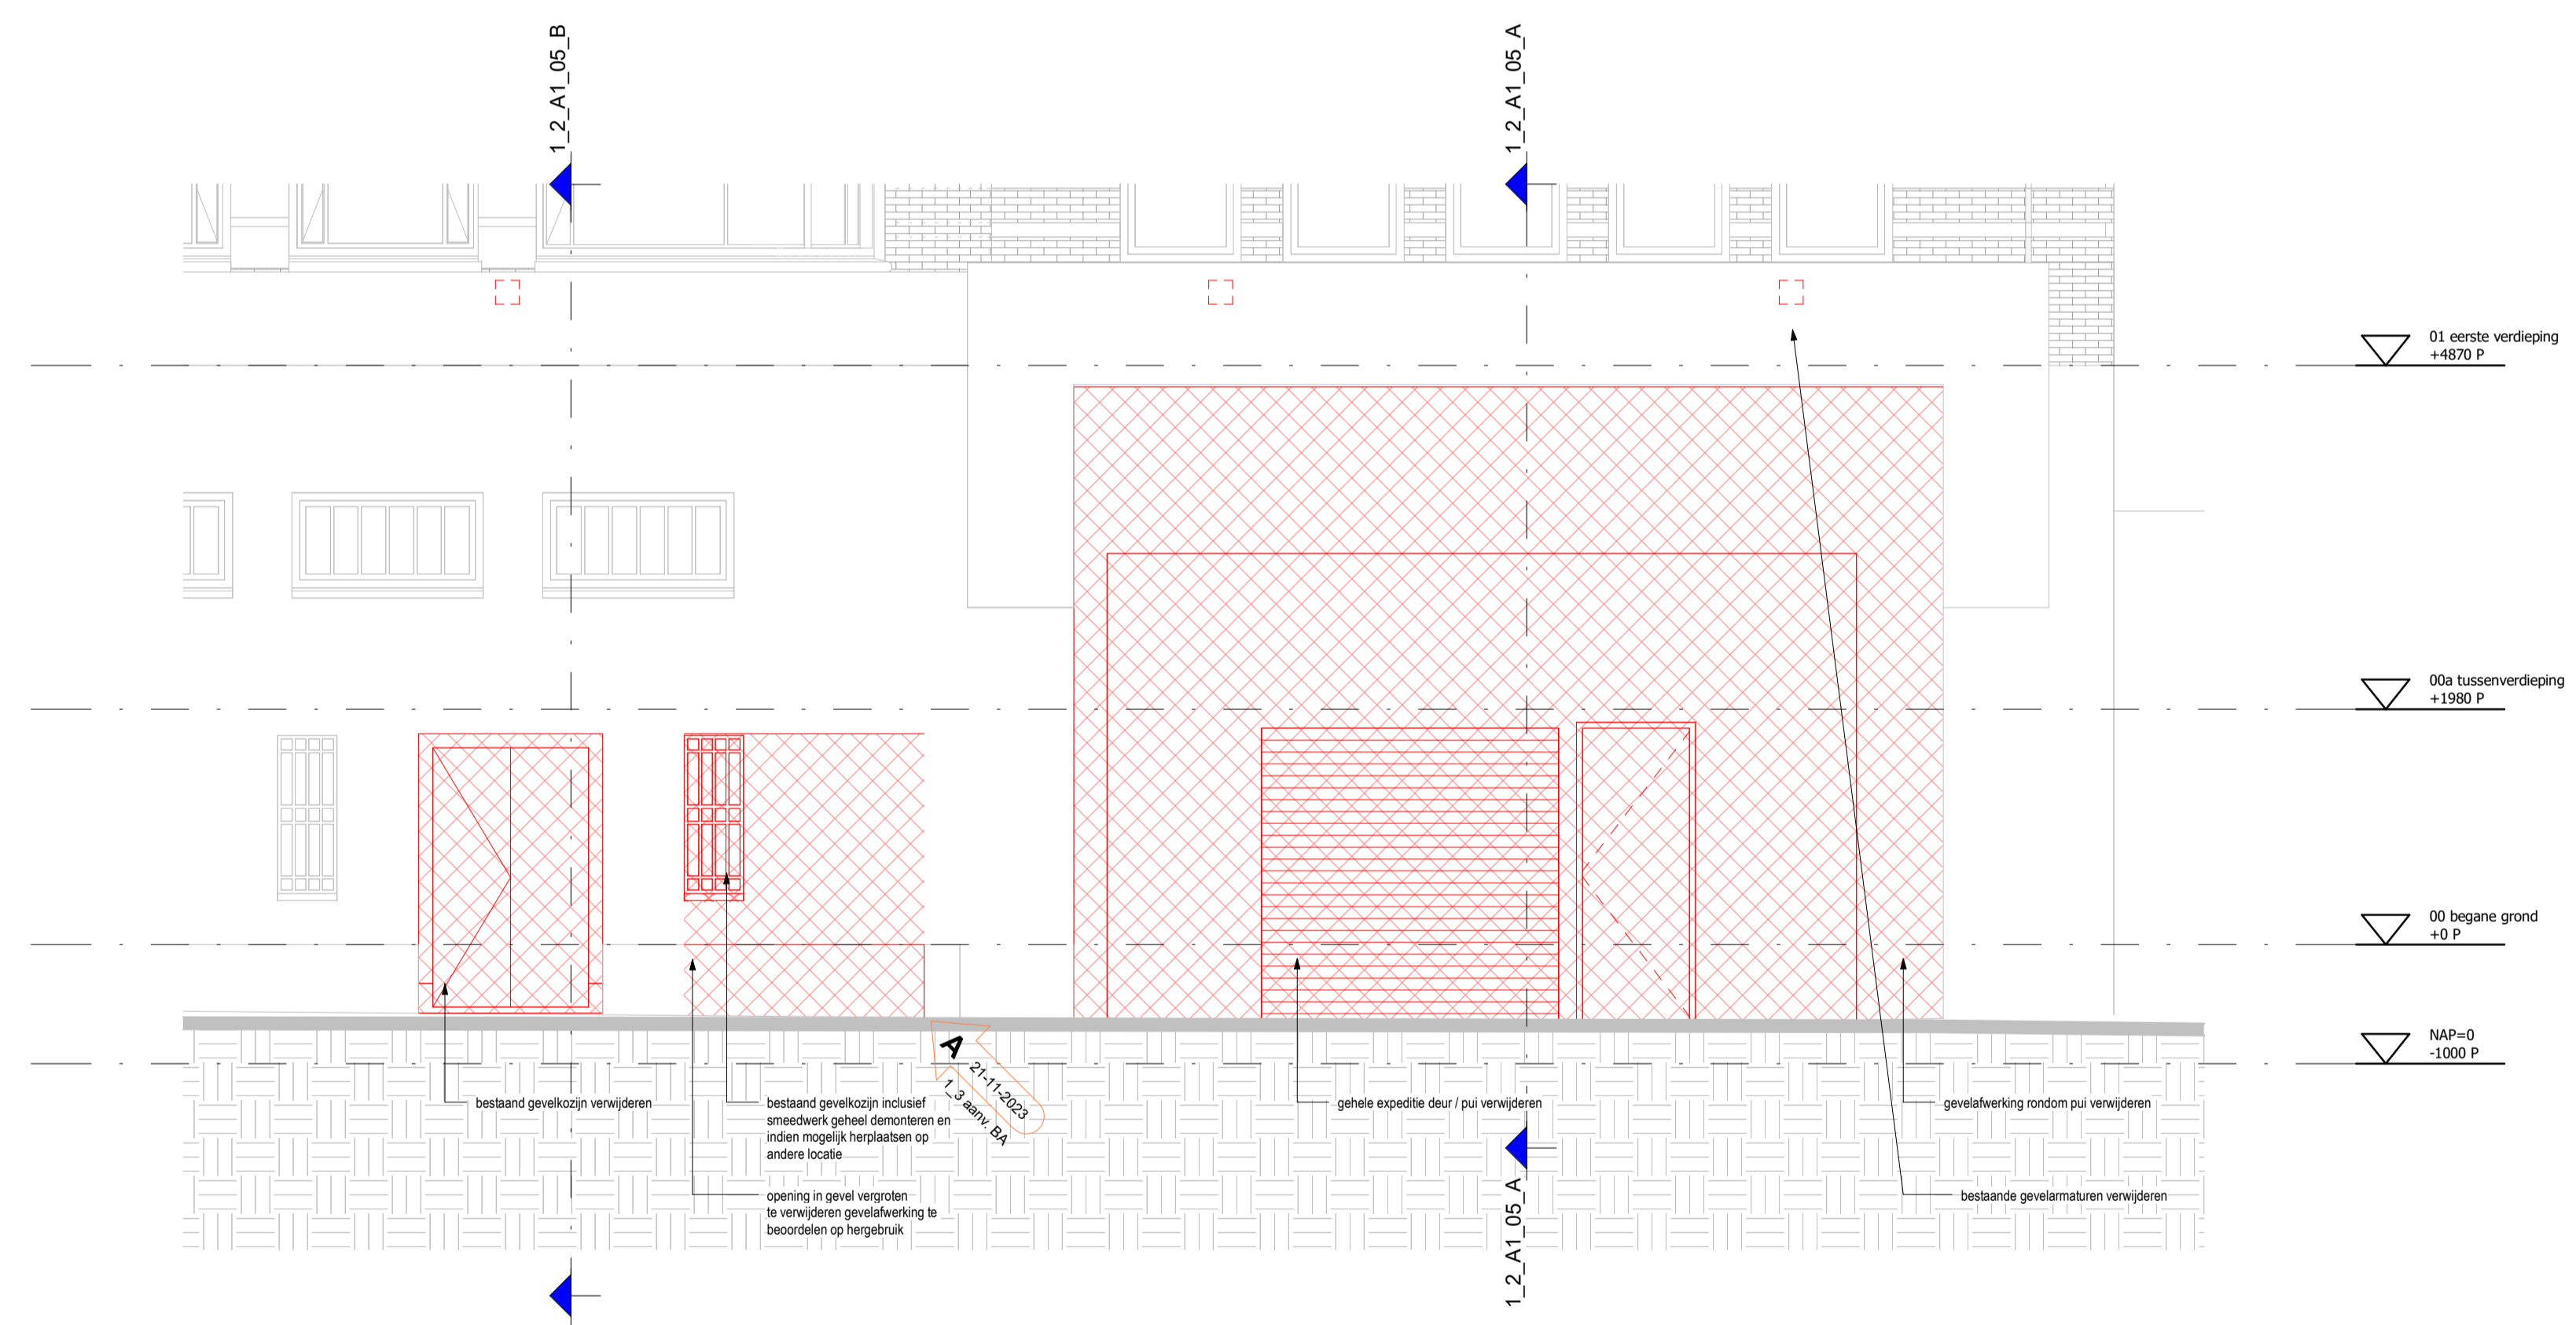 1_2_A1_05_B
1_2_A1_05_A
01 eerste verdieping
+4870 P
00a tussenverdieping
+1980 P
00 begane grond
+0 P
NAP=0
-1000 P
A
21-11-2023
1_3 aanv. BA
bestaand gevelkozijn verwijderen
bestaand gevelkozijn inclusief
smeedwerk geheel demonteren en
indien mogelijk herplaatsen op
andere locatie
opening in gevel vergroten
te verwijderen gevelafwerking te
beoordelen op hergebruik
gehele expeditie deur / pui verwijderen
gevelafwerking rondom pui verwijderen
bestaande gevelarmaturen verwijderen
1_2_A1_05_A